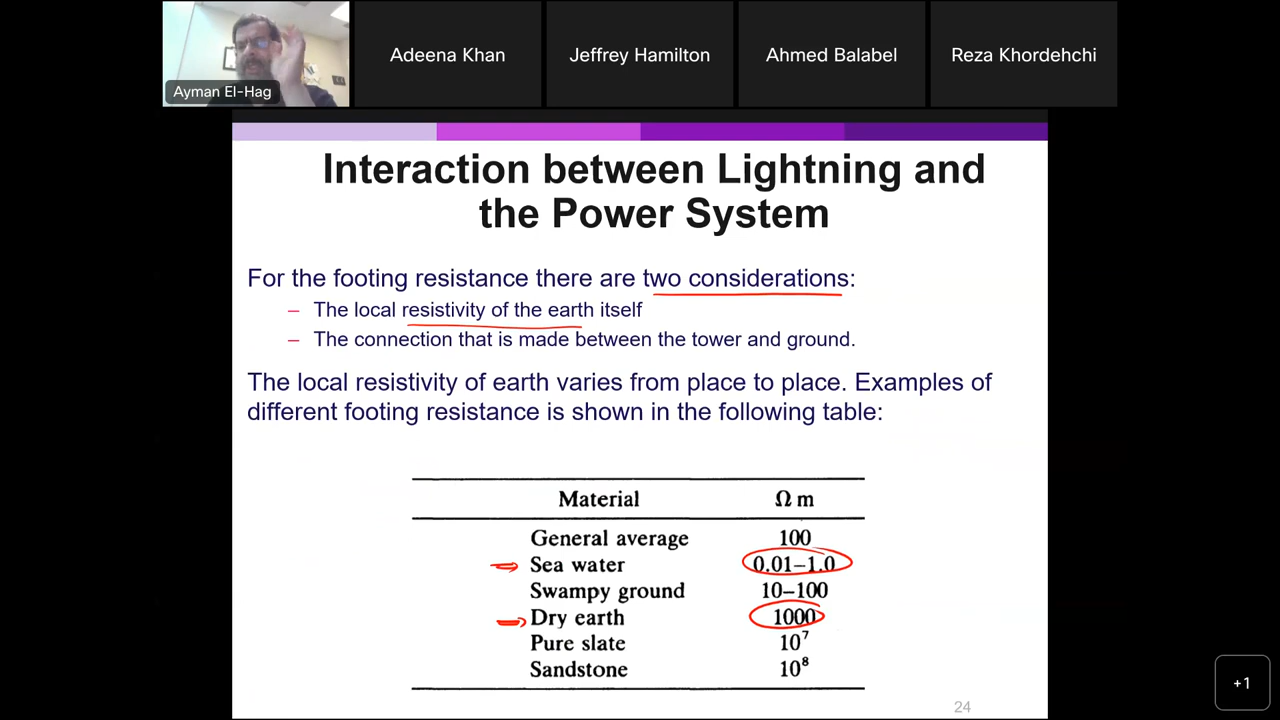 Ayman El-Hag
Adeena Khan
Jeffrey Hamilton
Ahmed Balabel
Reza Khordehchi
Interaction between Lightning and
the Power System
For the footing resistance there are two considerations:
– The local resistivity of the earth itself
– The connection that is made between the tower and ground.
The local resistivity of earth varies from place to place. Examples of
different footing resistance is shown in the following table:
Material Ω m
General average 100
Sea water 0.01–1.0
Swampy ground 10–100
Dry earth 1000
Pure slate 10⁷
Sandstone 10⁸
24
+1